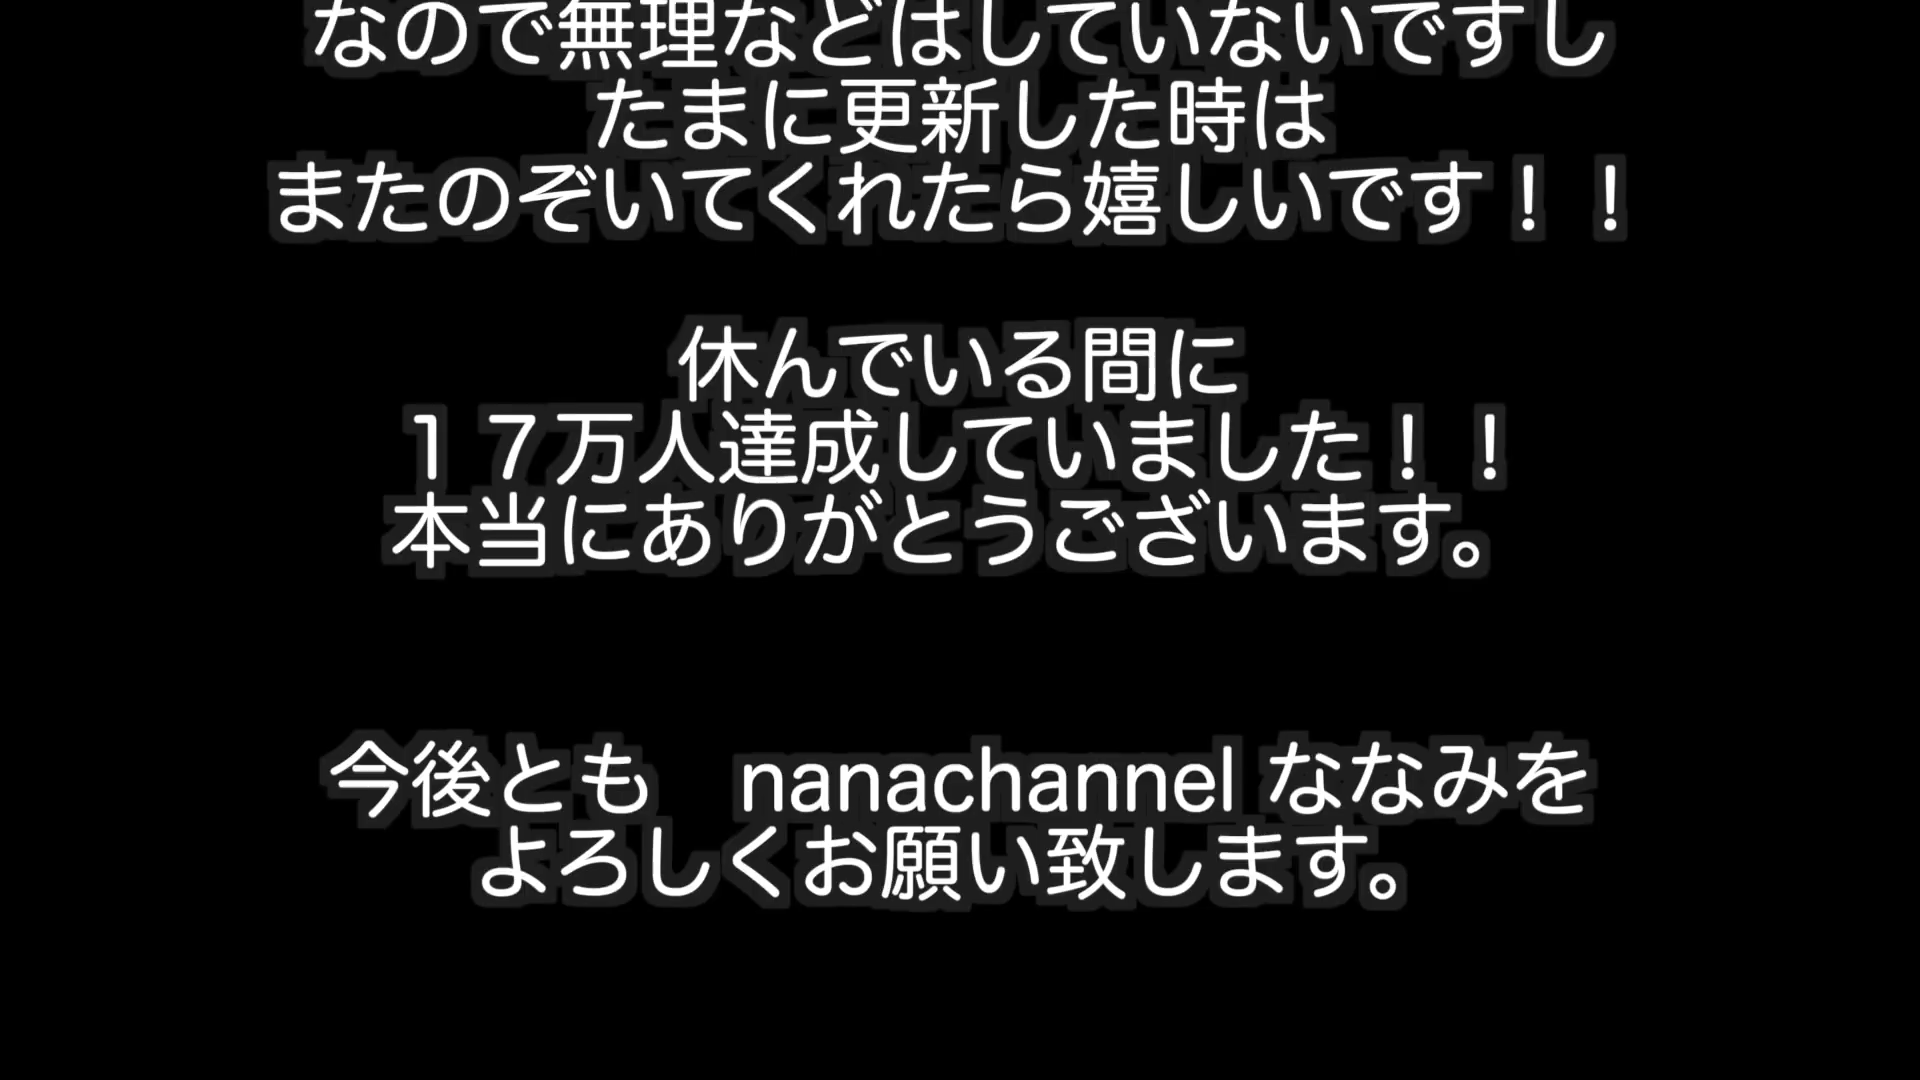 なので無理などはしていないですし
たまに更新した時は
またのぞいてくれたら嬉しいです！！
休んでいる間に
１７万人達成していました！！
本当にありがとうございます。
今後とも　nanachannel ななみを
よろしくお願い致します。